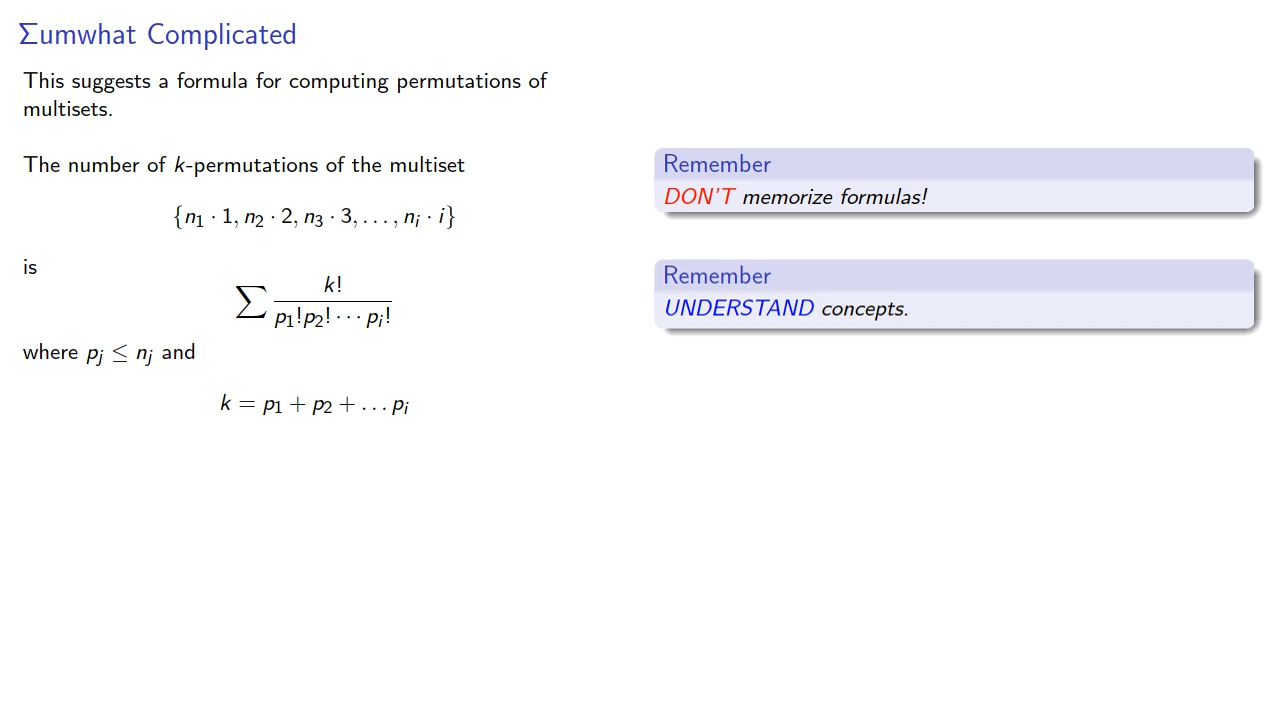 Σumwhat Complicated
This suggests a formula for computing permutations of
multisets.
The number of k-permutations of the multiset
{n₁ · 1, n₂ · 2, n₃ · 3, . . . , nᵢ · i}
is
∑ k! / p₁!p₂! · · · pᵢ!
where pⱼ ≤ nⱼ and
k = p₁ + p₂ + . . . pᵢ
Remember
DON'T memorize formulas!
Remember
UNDERSTAND concepts.